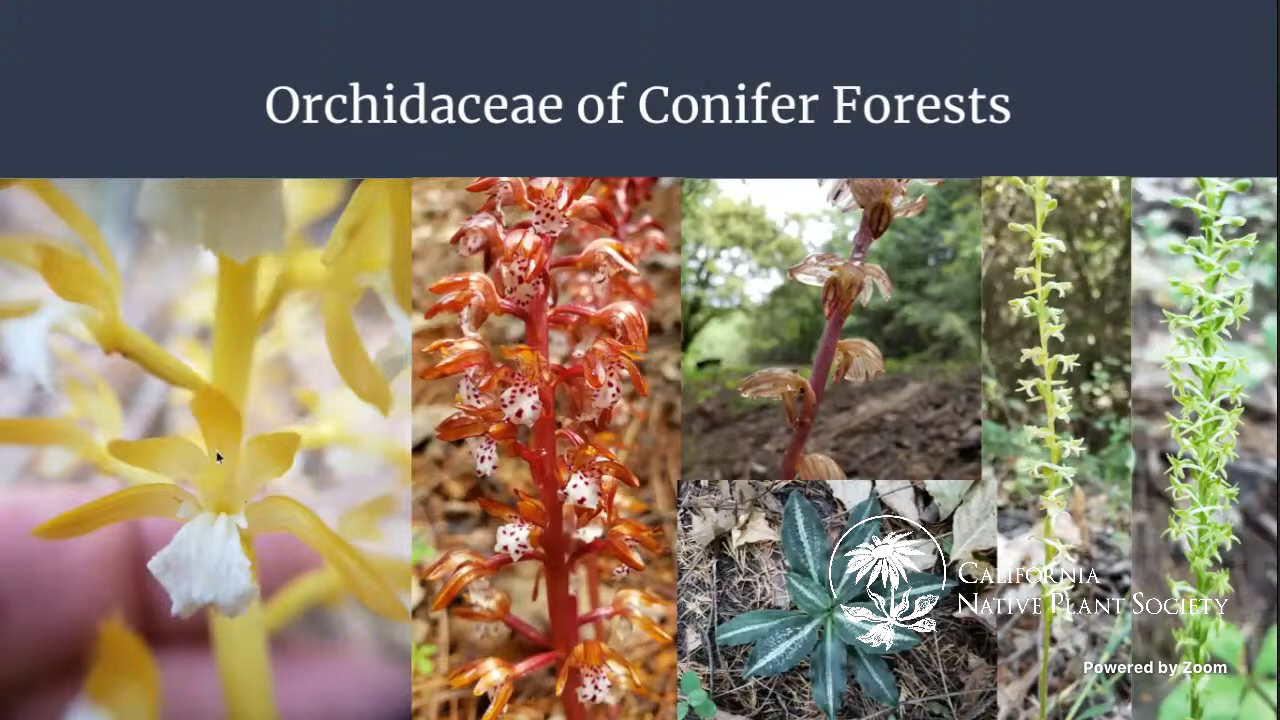 Orchidaceae of Conifer Forests
California
Native Plant Society
Powered by Zoom